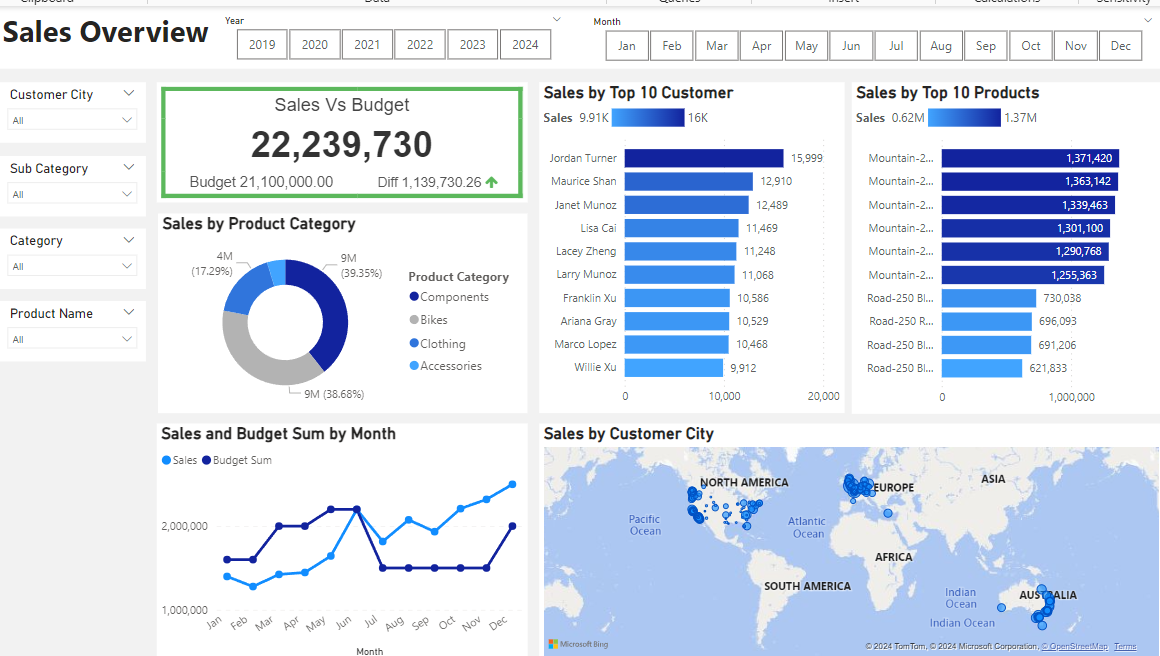 Clipboard
Data
Queries
Insert
Calculations
Sensitivity
Sales Overview
Year
2019 2020 2021 2022 2023 2024
Month
Jan Feb Mar Apr May Jun Jul Aug Sep Oct Nov Dec
Customer City
All
Sub Category
All
Category
All
Product Name
All
Sales Vs Budget
22,239,730
Budget 21,100,000.00 Diff 1,139,730.26
Sales by Product Category
4M
(17.29%)
9M
(39.35%)
9M (38.68%)
Product Category
Components
Bikes
Clothing
Accessories
Sales by Top 10 Customer
Sales 9.91K 16K
Jordan Turner 15,999
Maurice Shan 12,910
Janet Munoz 12,489
Lisa Cai 11,469
Lacey Zheng 11,248
Larry Munoz 11,068
Franklin Xu 10,586
Ariana Gray 10,529
Marco Lopez 10,468
Willie Xu 9,912
0 10,000 20,000
Sales by Top 10 Products
Sales 0.62M 1.37M
Mountain-2... 1,371,420
Mountain-2... 1,363,142
Mountain-2... 1,339,463
Mountain-2... 1,301,100
Mountain-2... 1,290,768
Mountain-2... 1,255,363
Road-250 Bl... 730,038
Road-250 R... 696,093
Road-250 Bl... 691,206
Road-250 Bl... 621,833
0 1,000,000
Sales and Budget Sum by Month
Sales Budget Sum
2,000,000
1,000,000
Jan Feb Mar Apr May Jun Jul Aug Sep Oct Nov Dec
Month
Sales by Customer City
NORTH AMERICA
EUROPE
ASIA
Pacific
Ocean
Atlantic
Ocean
AFRICA
SOUTH AMERICA
Indian
Ocean
AUSTRALIA
Indian Ocean
Microsoft Bing
© 2024 TomTom, © 2024 Microsoft Corporation, © OpenStreetMap Terms